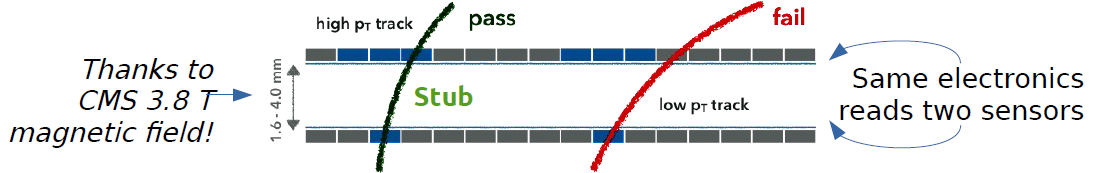 high pT track
pass
fail
Thanks to
CMS 3.8 T
magnetic field!
1.6 - 4.0 mm
Stub
low pT track
Same electronics
reads two sensors